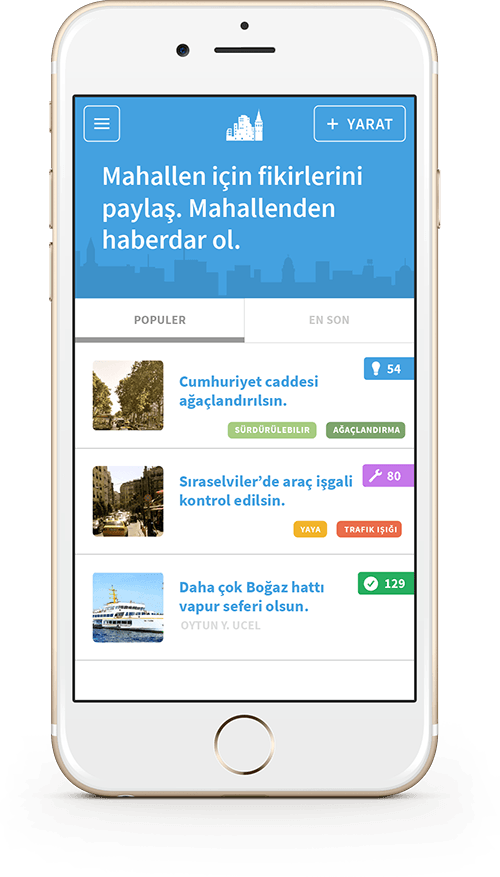 + YARAT
Mahallen için fikirlerini
paylaş. Mahallenden
haberdar ol.
POPULER
EN SON
54
Cumhuriyet caddesi
ağaçlandırılsın.
SÜRDÜRÜLEBILIR
AĞAÇLANDIRMA
80
Sıraselviler’de araç işgali
kontrol edilsin.
YAYA
TRAFIK IŞIĞI
129
Daha çok Boğaz hattı
vapur seferi olsun.
OYTUN Y. UCEL